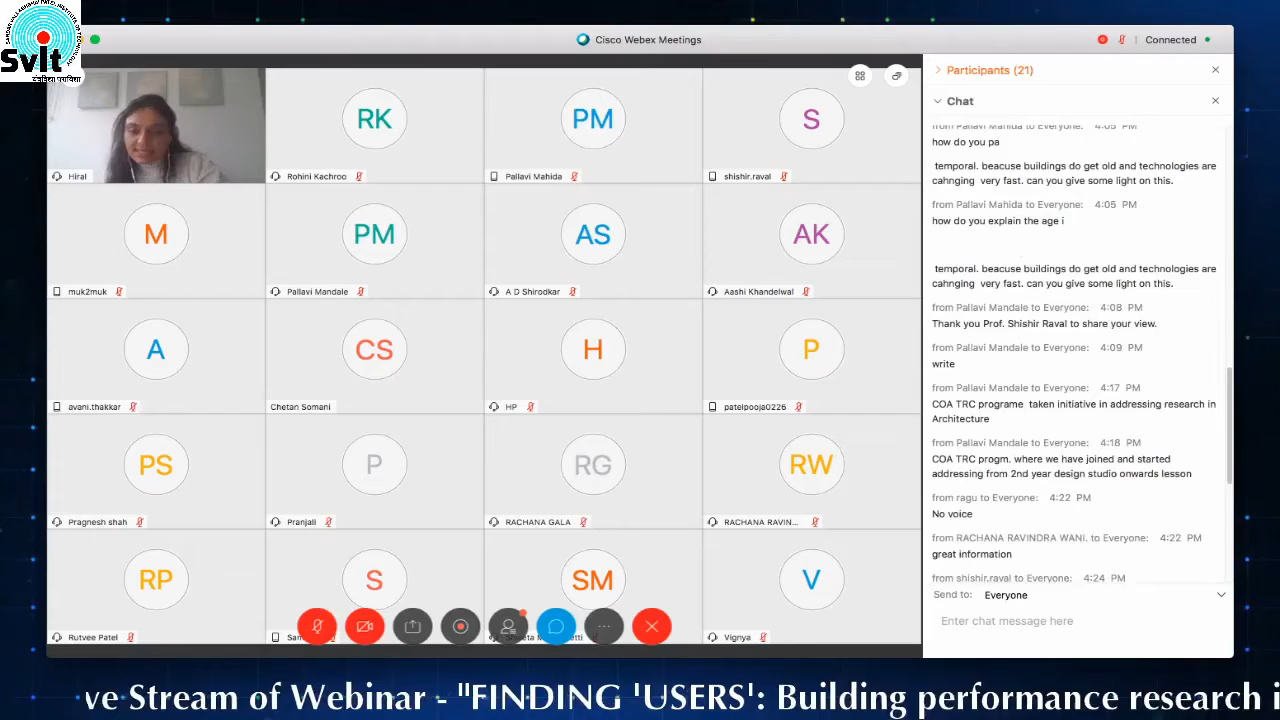 SARDAR VALLABHBHAI PATEL INSTITUTE OF TECHNOLOGY
Svit
Cisco Webex Meetings
Connected
Hiral
RK
Rohini Kachroo
PM
Pallavi Mahida
S
shishir.raval
M
muk2muk
PM
Pallavi Mandale
AS
A D Shirodkar
AK
Aashi Khandelwal
A
avani.thakkar
CS
Chetan Somani
H
HP
P
patelpooja0226
PS
Pragnesh shah
P
Pranjali
RG
RACHANA GALA
RW
RACHANA RAVIN...
RP
Rutvee Patel
S
San
SM
etti
V
Vignya
Participants (21)
Chat
from Pallavi Mahida to Everyone: 4:05 PM
how do you pa
temporal. beacuse buildings do get old and technologies are
cahnging very fast. can you give some light on this.
from Pallavi Mahida to Everyone: 4:05 PM
how do you explain the age i
temporal. beacuse buildings do get old and technologies are
cahnging very fast. can you give some light on this.
from Pallavi Mandale to Everyone: 4:08 PM
Thank you Prof. Shishir Raval to share your view.
from Pallavi Mandale to Everyone: 4:09 PM
write
from Pallavi Mandale to Everyone: 4:17 PM
COA TRC programe taken initiative in addressing research in
Architecture
from Pallavi Mandale to Everyone: 4:18 PM
COA TRC progm. where we have joined and started
addressing from 2nd year design studio onwards lesson
from ragu to Everyone: 4:22 PM
No voice
from RACHANA RAVINDRA WANI. to Everyone: 4:22 PM
great information
from shishir.raval to Everyone: 4:24 PM
Send to: Everyone
Enter chat message here
ve Stream of Webinar - "FINDING 'USERS': Building performance research i